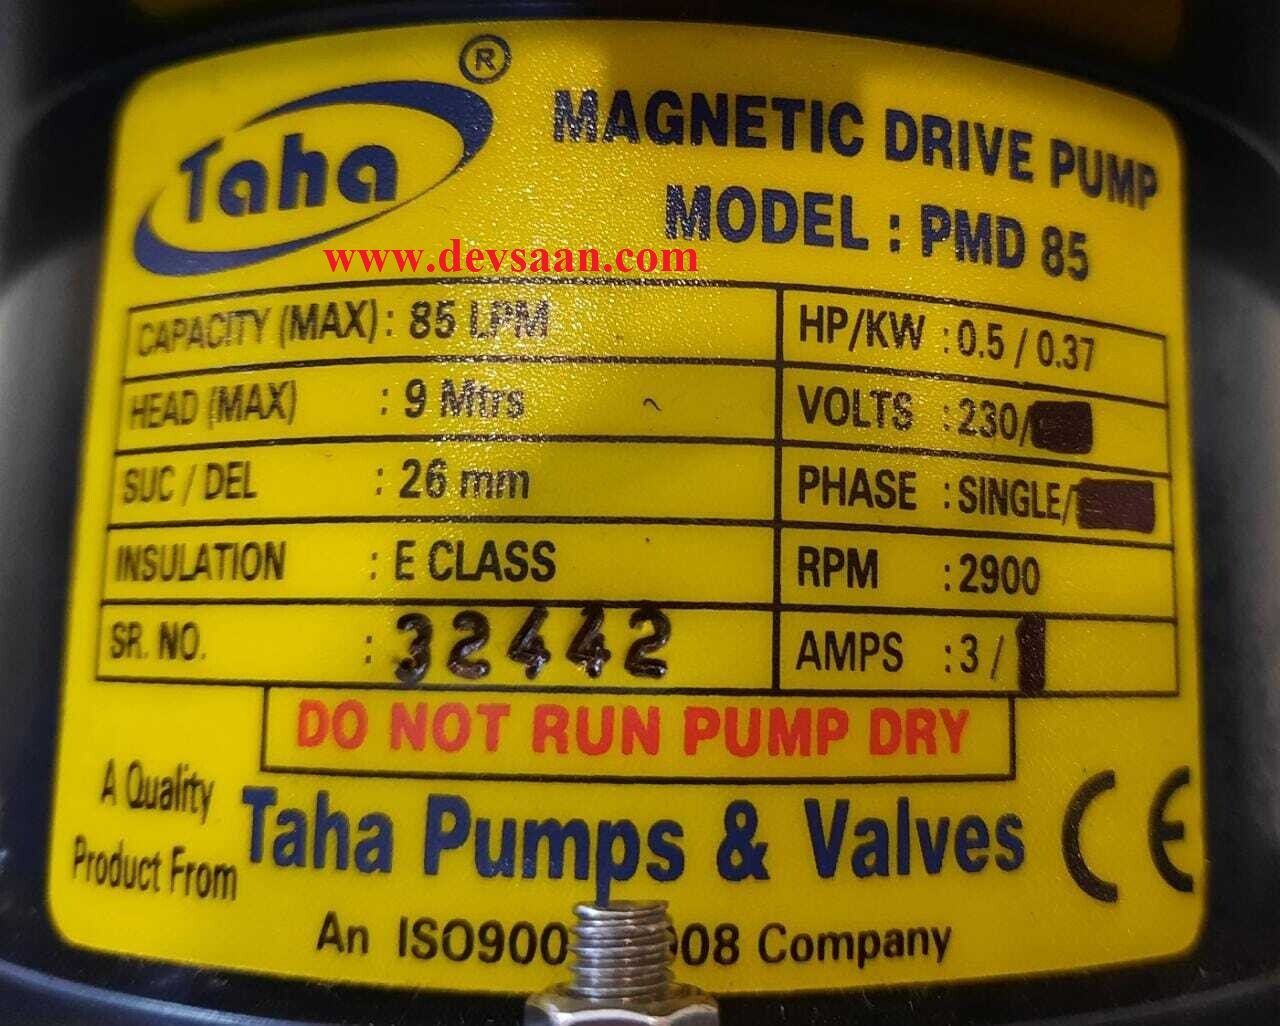 Taha ®
MAGNETIC DRIVE PUMP
MODEL : PMD 85
www.devsaan.com
CAPACITY (MAX) : 85 LPM
HP/KW : 0.5 / 0.37
HEAD (MAX) : 9 Mtrs
VOLTS : 230/
SUC / DEL : 26 mm
PHASE : SINGLE/
INSULATION : E CLASS
RPM : 2900
SR. NO. : 32442
AMPS : 3 /
DO NOT RUN PUMP DRY
A Quality
Product From
Taha Pumps & Valves
CE
An Company